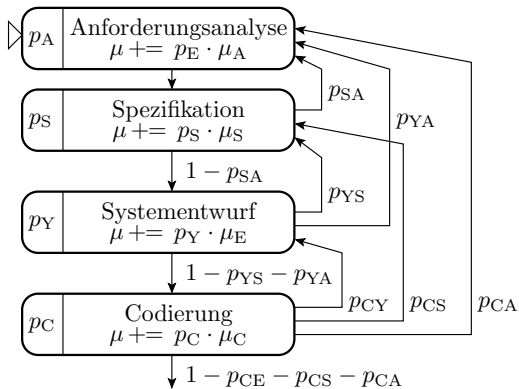 p_A Anforderungsanalyse
μ += p_E · μ_A
p_SA
p_S Spezifikation
μ += p_S · μ_S
p_YA
1 − p_SA
p_YS
p_Y Systementwurf
μ += p_Y · μ_E
1 − p_YS − p_YA
p_C Codierung
μ += p_C · μ_C
p_CY p_CS p_CA
1 − p_CE − p_CS − p_CA